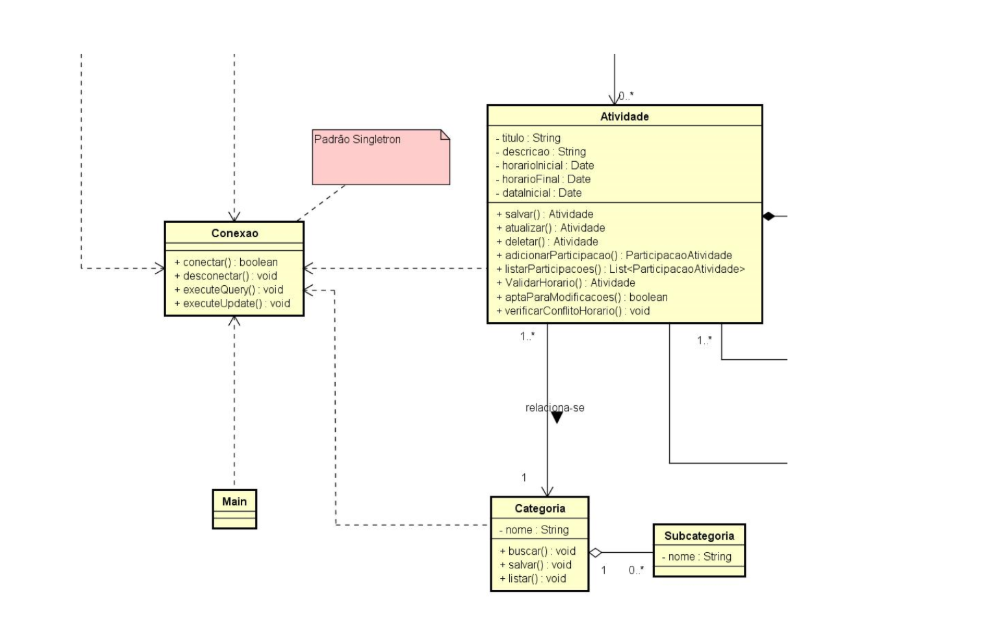 0..*
Atividade
- titulo : String
- descricao : String
- horarioInicial : Date
- horarioFinal : Date
- dataInicial : Date
+ salvar() : Atividade
+ atualizar() : Atividade
+ deletar() : Atividade
+ adicionarParticipacao() : ParticipacaoAtividade
+ listarParticipacoes() : List<ParticipacaoAtividade>
+ ValidarHorario() : Atividade
+ aptaParaModificacoes() : boolean
+ verificarConflitoHorario() : void
Padrão Singletron
Conexao
+ conectar() : boolean
+ desconectar() : void
+ executeQuery() : void
+ executeUpdate() : void
1..*
1..*
relaciona-se
1
Main
Categoria
- nome : String
+ buscar() : void
+ salvar() : void
+ listar() : void
1
0..*
Subcategoria
- nome : String